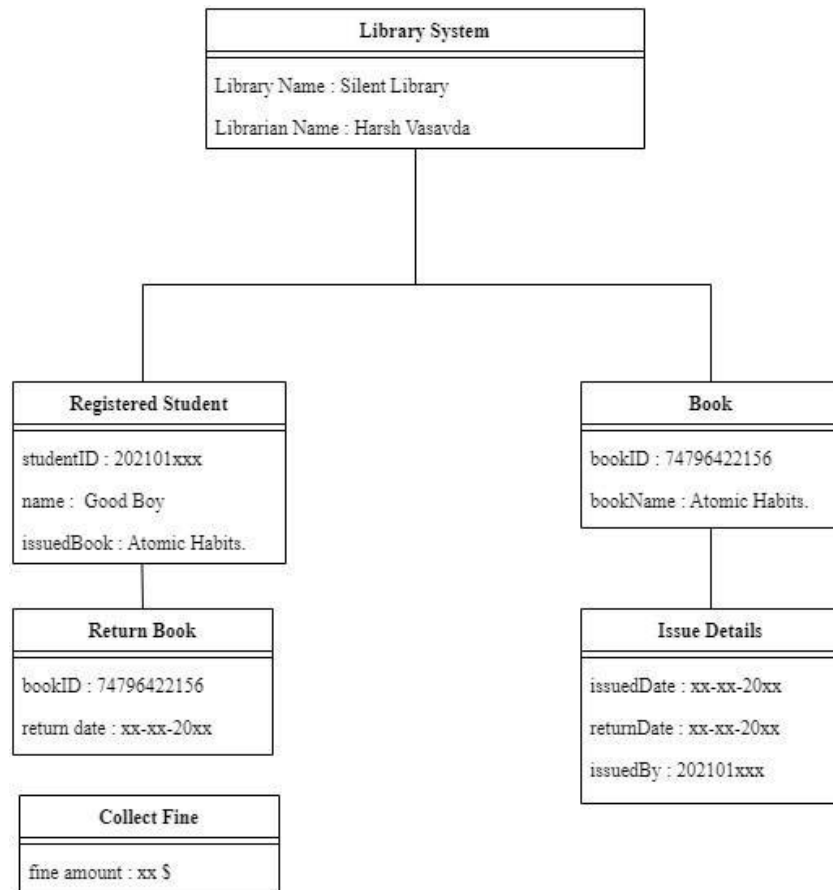 Library System
Library Name : Silent Library
Librarian Name : Harsh Vasavda
Registered Student
studentID : 202101xxx
name : Good Boy
issuedBook : Atomic Habits.
Book
bookID : 74796422156
bookName : Atomic Habits.
Return Book
bookID : 74796422156
return date : xx-xx-20xx
Issue Details
issuedDate : xx-xx-20xx
returnDate : xx-xx-20xx
issuedBy : 202101xxx
Collect Fine
fine amount : xx $